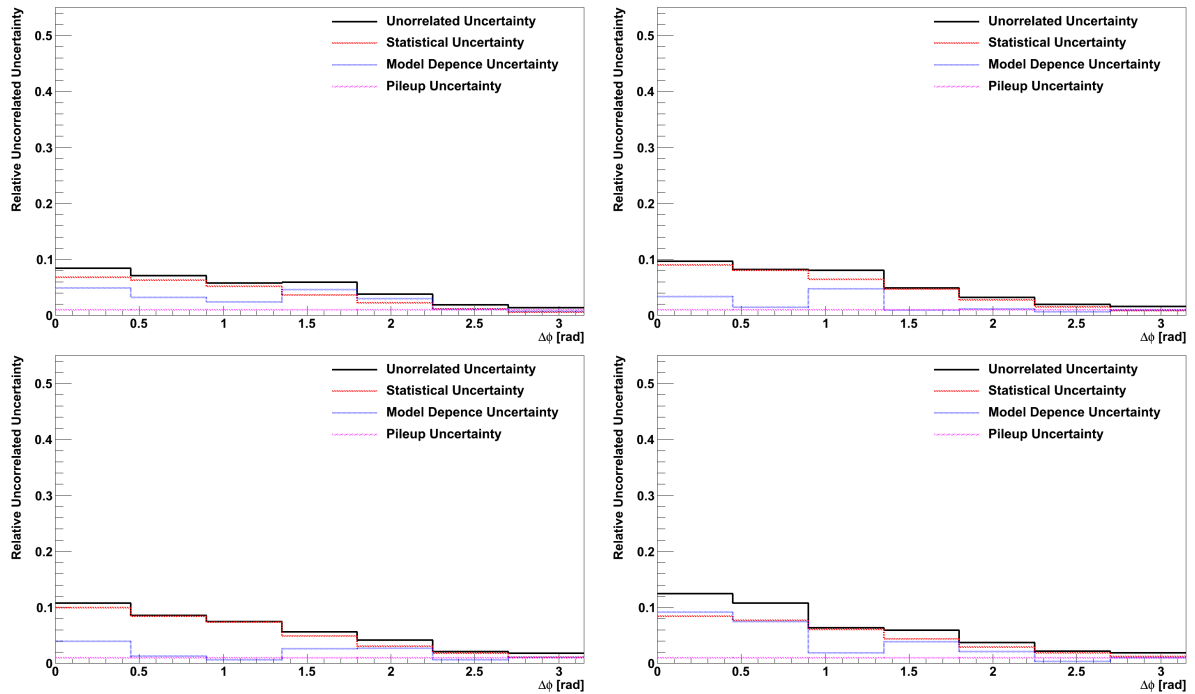 Relative Uncorrelated Uncertainty
Unorrelated Uncertainty
Statistical Uncertainty
Model Depence Uncertainty
Pileup Uncertainty
0.5
0.4
0.3
0.2
0.1
0
0 0.5 1 1.5 2 2.5 3
Δϕ [rad]
Relative Uncorrelated Uncertainty
Unorrelated Uncertainty
Statistical Uncertainty
Model Depence Uncertainty
Pileup Uncertainty
0.5
0.4
0.3
0.2
0.1
0
0 0.5 1 1.5 2 2.5 3
Δϕ [rad]
Relative Uncorrelated Uncertainty
Unorrelated Uncertainty
Statistical Uncertainty
Model Depence Uncertainty
Pileup Uncertainty
0.5
0.4
0.3
0.2
0.1
0
0 0.5 1 1.5 2 2.5 3
Δϕ [rad]
Relative Uncorrelated Uncertainty
Unorrelated Uncertainty
Statistical Uncertainty
Model Depence Uncertainty
Pileup Uncertainty
0.5
0.4
0.3
0.2
0.1
0
0 0.5 1 1.5 2 2.5 3
Δϕ [rad]